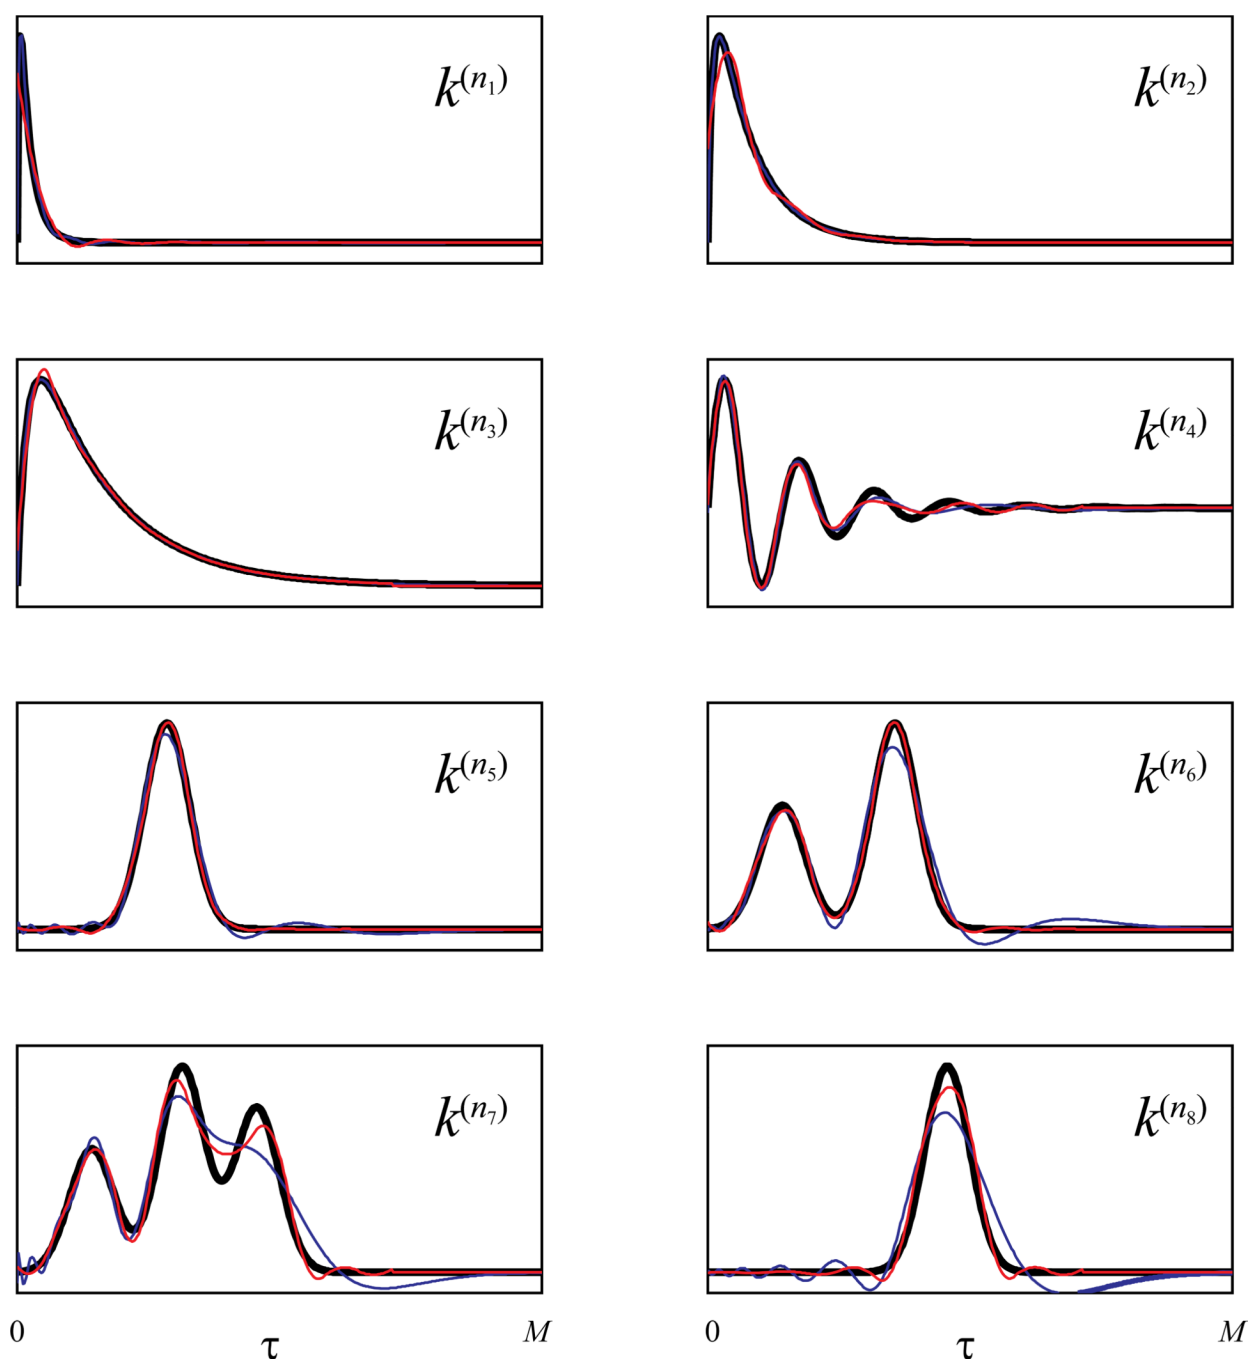 k^(n₁)
k^(n₂)
k^(n₃)
k^(n₄)
k^(n₅)
k^(n₆)
k^(n₇)
k^(n₈)
0 τ M
0 τ M